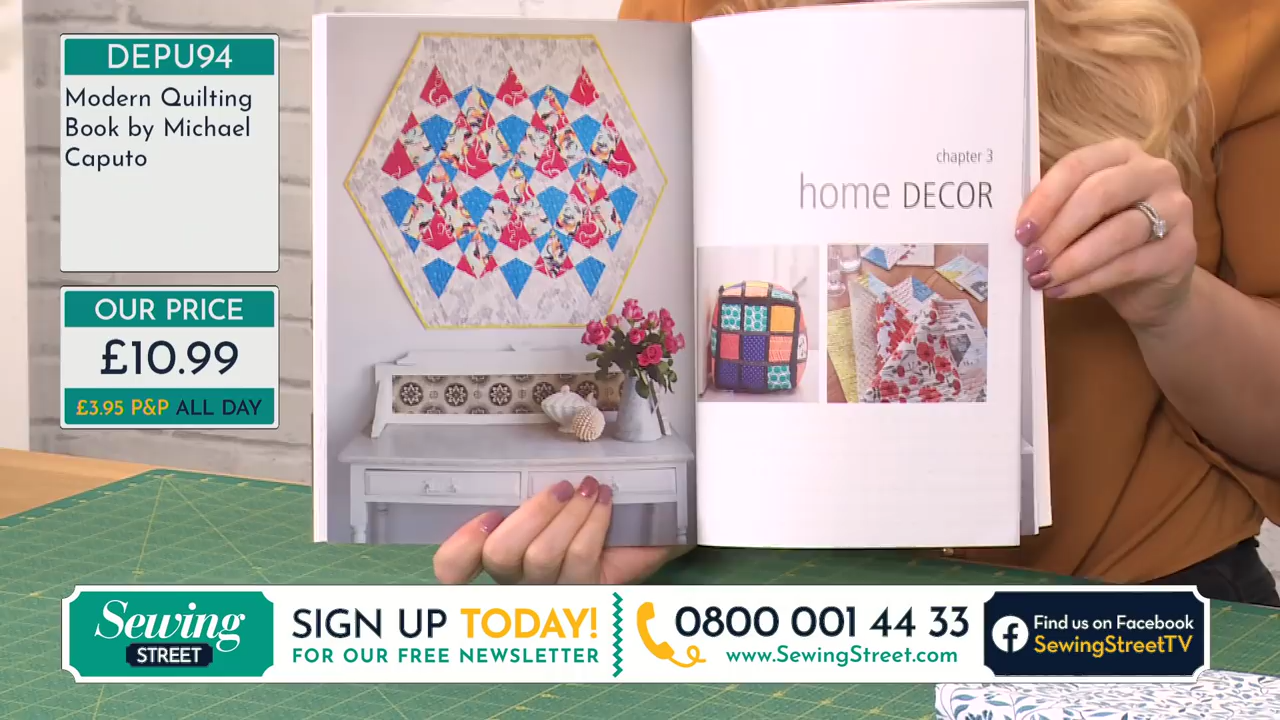 DEPU94
Modern Quilting
Book by Michael
Caputo
OUR PRICE
£10.99
£3.95 P&P ALL DAY
chapter 3
home DECOR
Sewing
STREET
SIGN UP TODAY!
FOR OUR FREE NEWSLETTER
0800 001 44 33
www.SewingStreet.com
Find us on Facebook
SewingStreetTV